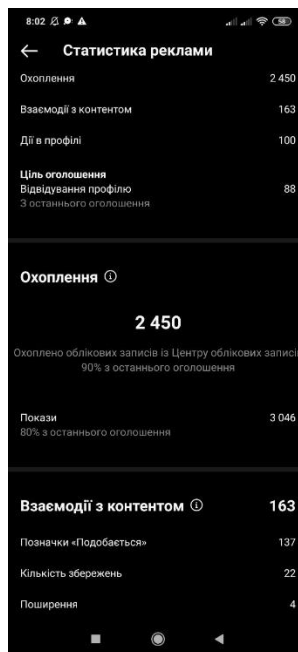 8:02
58
Статистика реклами
Охоплення 2 450
Взаємодії з контентом 163
Дії в профілі 100
Ціль оголошення
Відвідування профілю 88
З останнього оголошення
Охоплення
2 450
Охоплено облікових записів із Центру облікових записі
90% з останнього оголошення
Покази 3 046
80% з останнього оголошення
Взаємодії з контентом 163
Позначки «Подобається» 137
Кількість збережень 22
Поширення 4